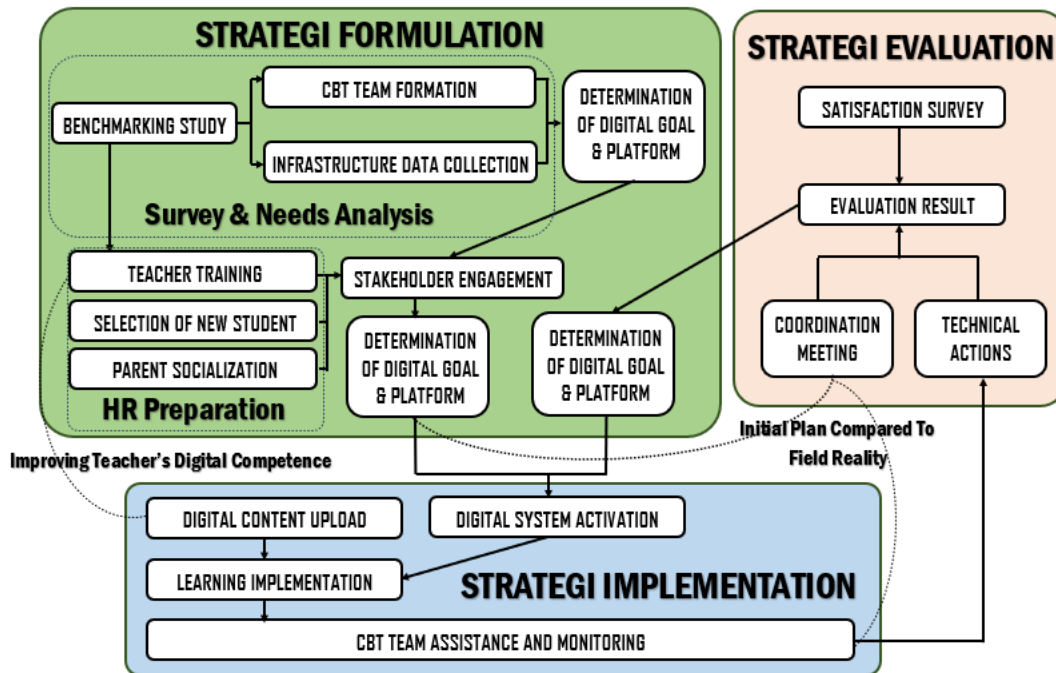 STRATEGI FORMULATION
BENCHMARKING STUDY
CBT TEAM FORMATION
INFRASTRUCTURE DATA COLLECTION
DETERMINATION
OF DIGITAL GOAL
& PLATFORM
Survey & Needs Analysis
TEACHER TRAINING
SELECTION OF NEW STUDENT
PARENT SOCIALIZATION
HR Preparation
STAKEHOLDER ENGAGEMENT
DETERMINATION
OF DIGITAL GOAL
& PLATFORM
DETERMINATION
OF DIGITAL GOAL
& PLATFORM
STRATEGI EVALUATION
SATISFACTION SURVEY
EVALUATION RESULT
COORDINATION
MEETING
TECHNICAL
ACTIONS
Improving Teacher's Digital Competence
Initial Plan Compared To
Field Reality
DIGITAL CONTENT UPLOAD
DIGITAL SYSTEM ACTIVATION
LEARNING IMPLEMENTATION
STRATEGI IMPLEMENTATION
CBT TEAM ASSISTANCE AND MONITORING